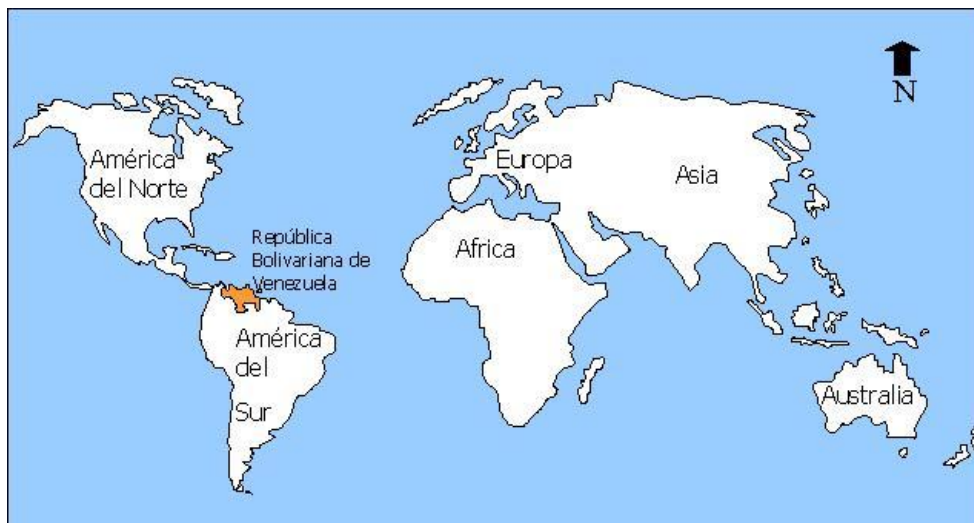 N
América
del Norte
Europa
Asia
República
Bolivariana de
Venezuela
Africa
América
del
Sur
Australia